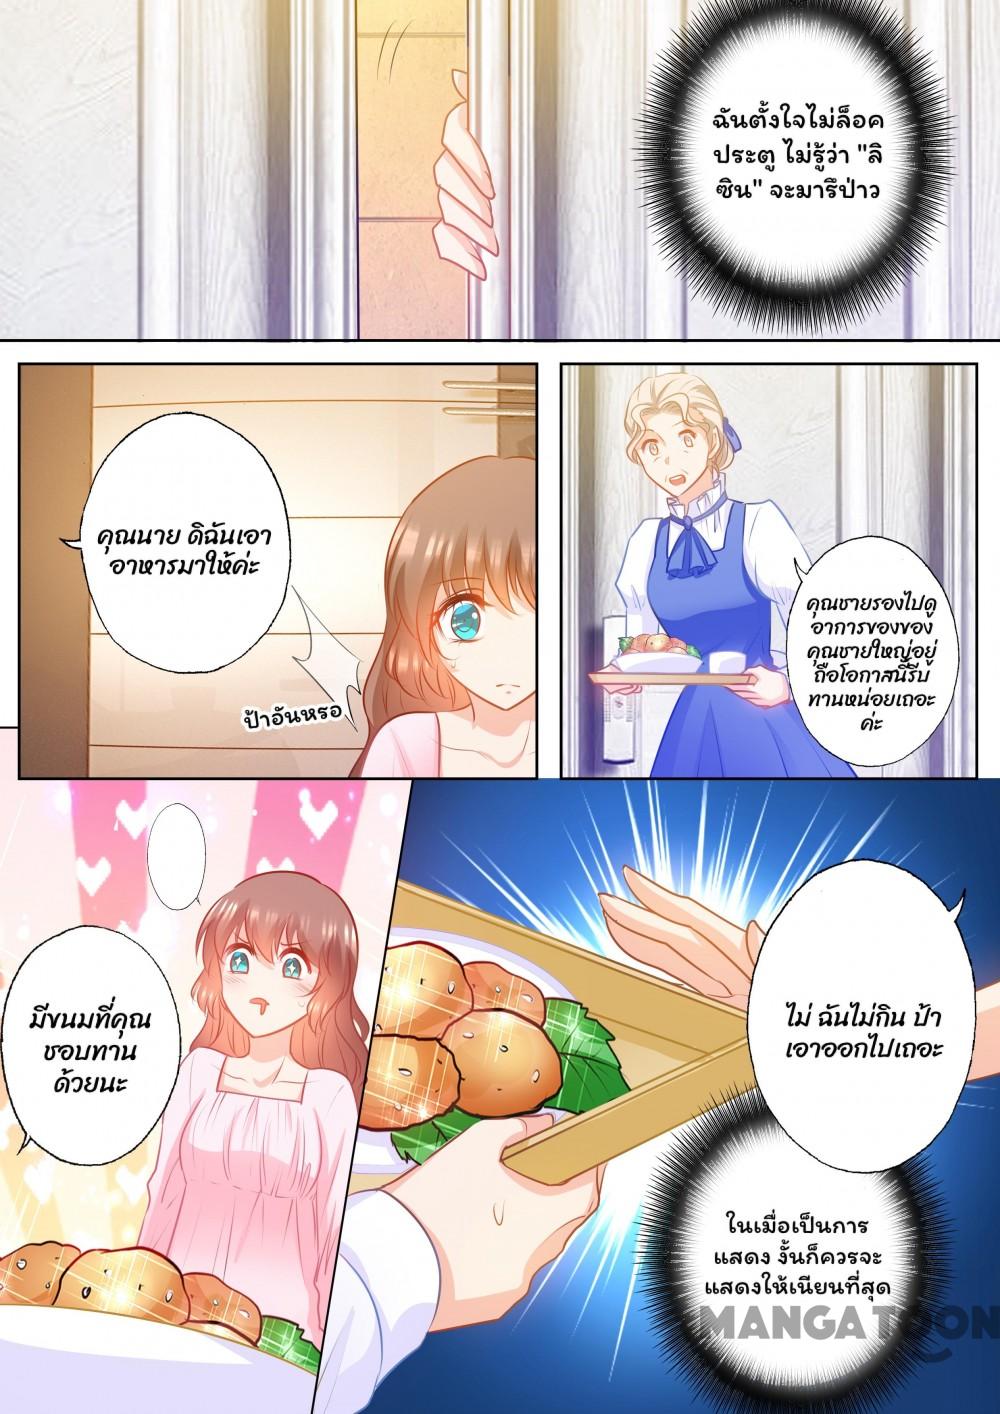 ฉันตั้งใจไม่ล็อค
ประตู ไม่รู้ว่า "ลิ
ซิน" จะมารึป่าว
คุณนาย ดิฉันเอา
อาหารมาให้ค่ะ
ป้าอันหรอ
คุณชายรองไปดู
อาการของของ
คุณชายใหญ่อยู่
ถือโอกาสนี้รีบ
ทานหน่อยเถอะ
ค่ะ
มีขนมที่คุณ
ชอบทาน
ด้วยนะ
ไม่ ฉันไม่กิน ป้า
เอาออกไปเถอะ
ในเมื่อเป็นการ
แสดง งั้นก็ควรจะ
แสดงให้เนียนที่สุด
MANGATOON